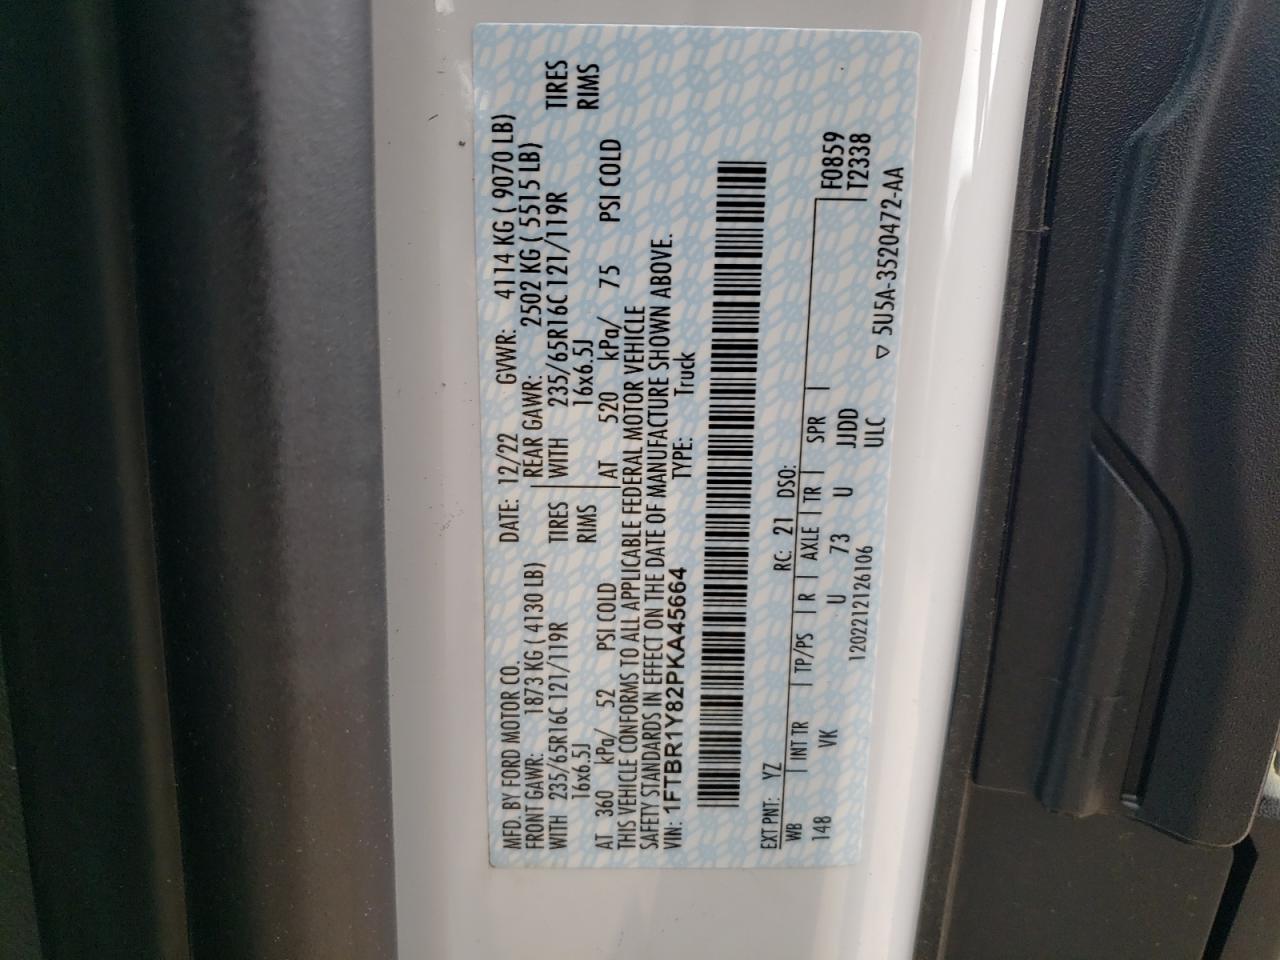 MFD. BY FORD MOTOR CO. DATE: 12/22 GVWR: 4114 KG ( 9070 LB)
FRONT GAWR: 1873 KG ( 4130 LB) REAR GAWR: 2502 KG ( 5515 LB)
WITH 235/65R16C 121/119R TIRES WITH 235/65R16C 121/119R TIRES
16x6.5J RIMS 16x6.5J RIMS
AT 360 kPa/ 52 PSI COLD AT 520 kPa/ 75 PSI COLD
THIS VEHICLE CONFORMS TO ALL APPLICABLE FEDERAL MOTOR VEHICLE
SAFETY STANDARDS IN EFFECT ON THE DATE OF MANUFACTURE SHOWN ABOVE.
VIN: 1FTBR1Y82PKA45664 TYPE: Truck
EXT PNT: YZ RC: 21 DSO:
WB INT TR TP/PS R AXLE TR SPR F0859
148 VK U 73 U JJDD T2338
1202212126106 ULC
▽ 5U5A-3520472-AA